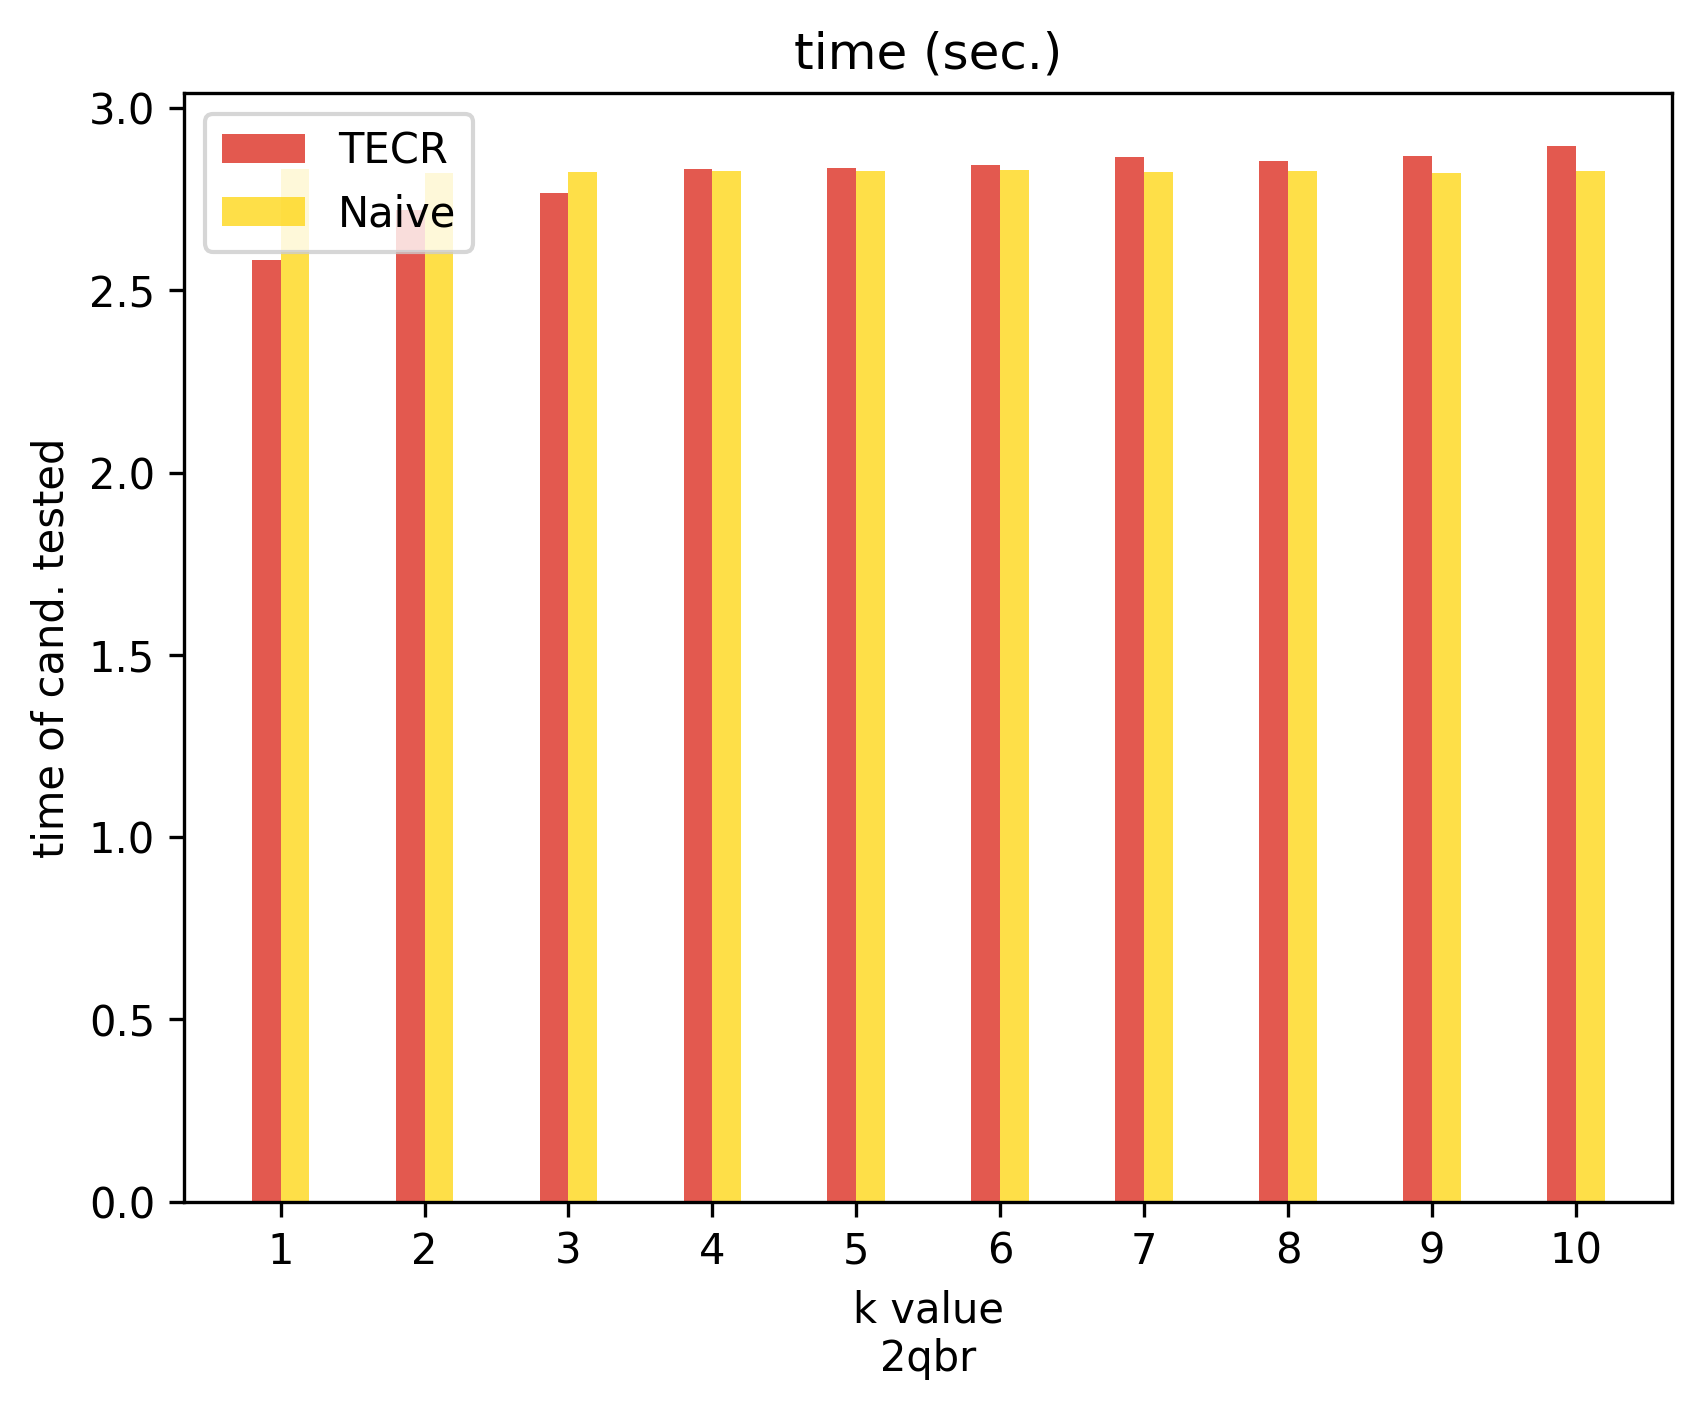 time (sec.)
TECR
Naive
time of cand. tested
3.0
2.5
2.0
1.5
1.0
0.5
0.0
1 2 3 4 5 6 7 8 9 10
k value
2qbr